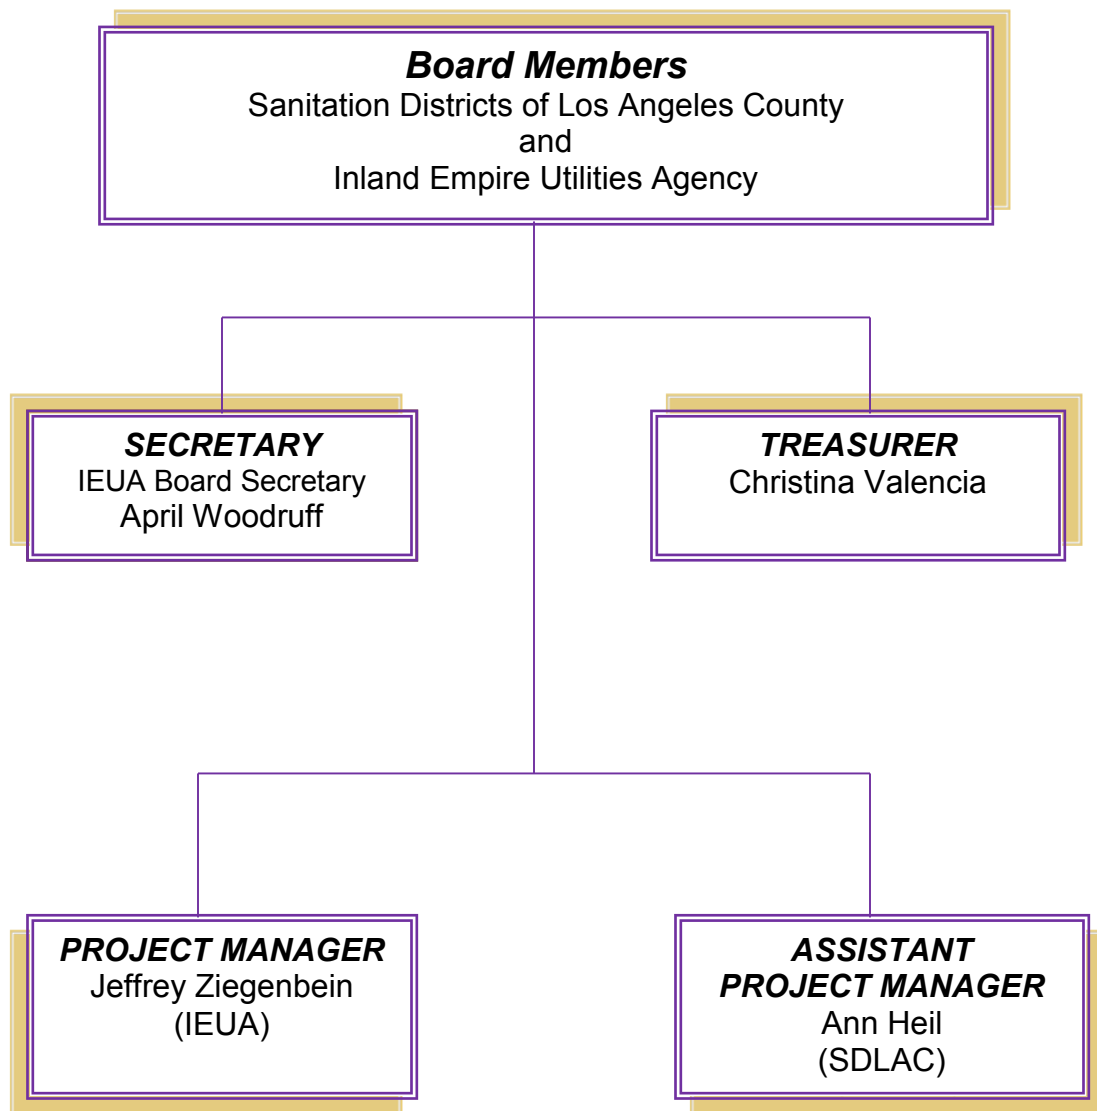 Board Members
Sanitation Districts of Los Angeles County
and
Inland Empire Utilities Agency
SECRETARY
IEUA Board Secretary
April Woodruff
TREASURER
Christina Valencia
PROJECT MANAGER
Jeffrey Ziegenbein
(IEUA)
ASSISTANT
PROJECT MANAGER
Ann Heil
(SDLAC)